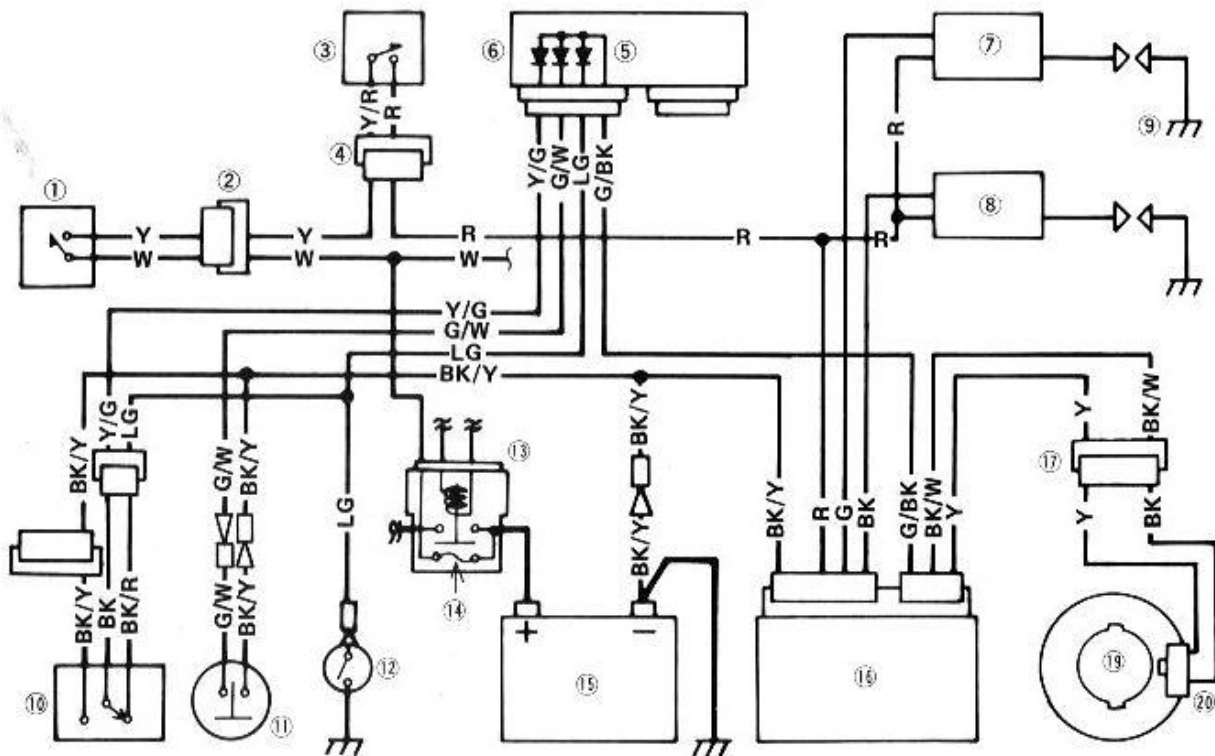 ③
⑥
⑤
⑦
Y/R
R
④
R
⑨
Y/G
G/W
LG
G/BK
①
②
⑧
Y
Y
R
R
R
W
W
W
Y/G
G/W
LG
BK/Y
BK/Y
Y/G
LG
G/W
BK/Y
BK/Y
Y
BK/W
⑬
⑰
LG
BK/Y
BK/Y
R
G
BK
G/BK
BK/W
Y
Y
BK
⑭
+
−
BK/Y
BK
BK/R
G/W
BK/Y
⑫
⑮
⑯
⑲
⑩
⑪
⑳